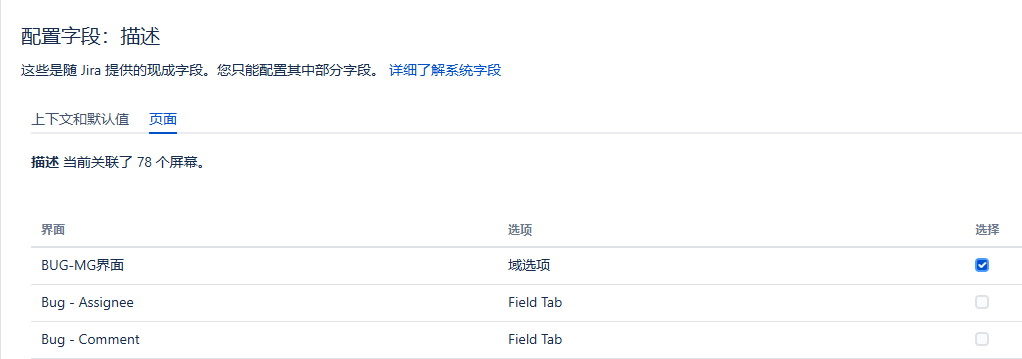 配置字段：描述
这些是随 Jira 提供的现成字段。您只能配置其中部分字段。 详细了解系统字段
上下文和默认值 页面
描述 当前关联了 78 个屏幕。
界面 选项 选择
BUG-MG界面 域选项
Bug - Assignee Field Tab
Bug - Comment Field Tab